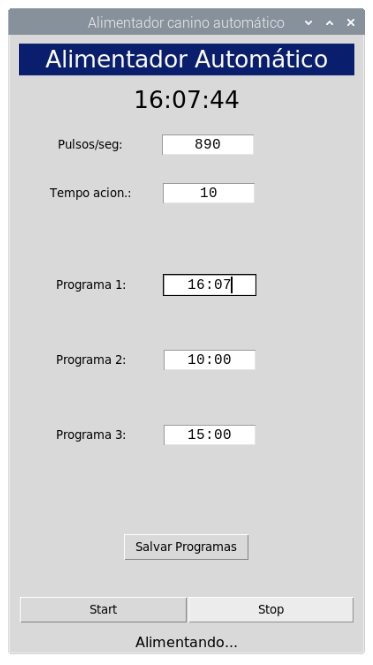 Alimentador canino automático
Alimentador Automático
16:07:44
Pulsos/seg: 890
Tempo acion.: 10
Programa 1: 16:07
Programa 2: 10:00
Programa 3: 15:00
Salvar Programas
Start Stop
Alimentando...